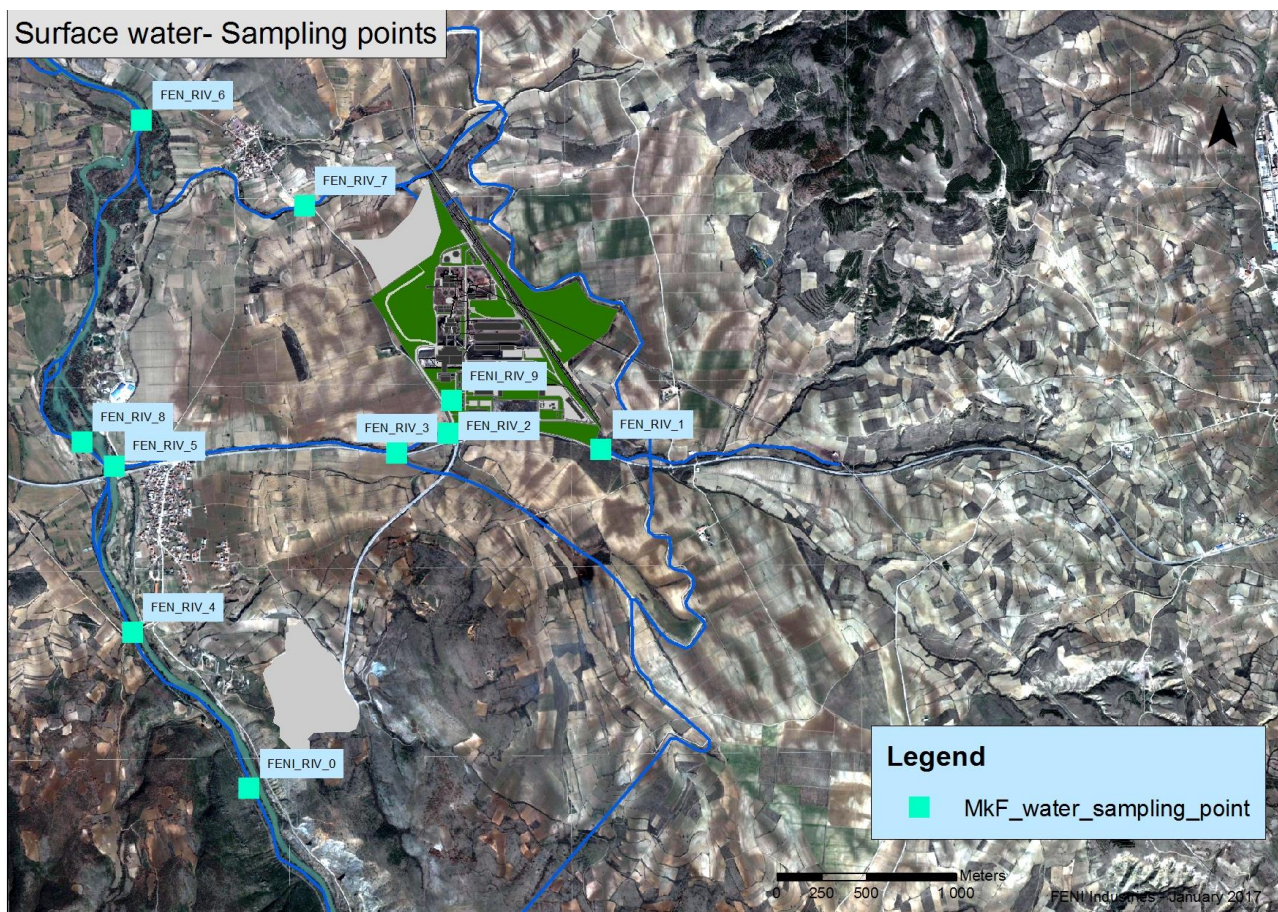 Surface water- Sampling points
FEN_RIV_6
N
FEN_RIV_7
FENI_RIV_9
FEN_RIV_8
FEN_RIV_3
FEN_RIV_2
FEN_RIV_1
FEN_RIV_5
FEN_RIV_4
FENI_RIV_0
Legend
MkF_water_sampling_point
Meters
0 250 500 1 000
FENI Industries - January 2017